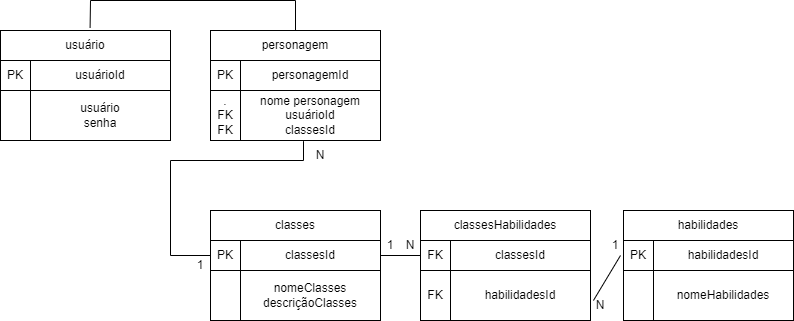 usuário
PK usuárioId
usuário
senha
personagem
PK personagemId
. nome personagem
FK usuárioId
FK classesId
N
1
classes
PK classesId
nomeClasses
descriçãoClasses
1 N
classesHabilidades
FK classesId
FK habilidadesId
1
N
habilidades
PK habilidadesId
nomeHabilidades